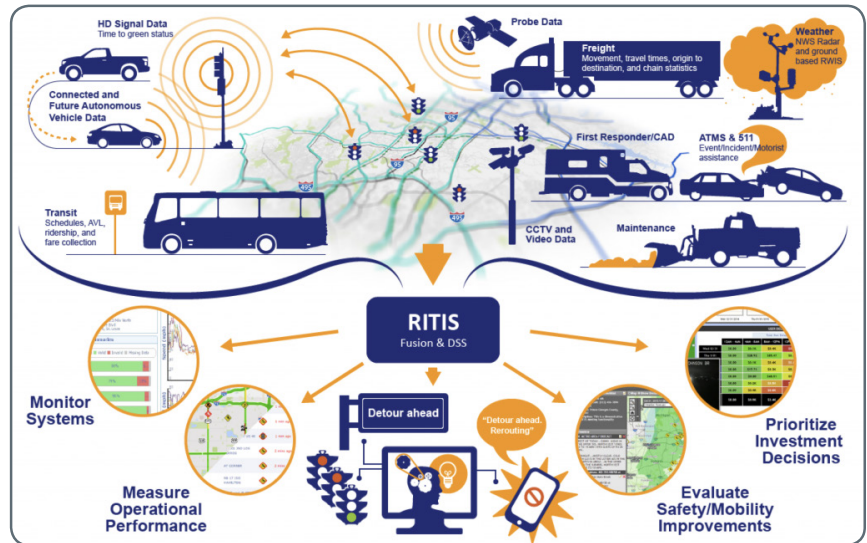 HD Signal Data
Time to green status
Connected and
Future Autonomous
Vehicle Data
Transit
Schedules, AVL,
ridership, and
fare collection
Probe Data
Freight
Movement, travel times, origin to
destination, and chain statistics
Weather
NWS Radar
and ground
based RWIS
First Responder/CAD
ATMS & 511
Event/Incident/Motorist
assistance
CCTV and
Video Data
Maintenance
RITIS
Fusion & DSS
Monitor
Systems
Measure
Operational
Performance
Detour ahead
"Detour ahead.
Rerouting"
Evaluate
Safety/Mobility
Improvements
Prioritize
Investment
Decisions